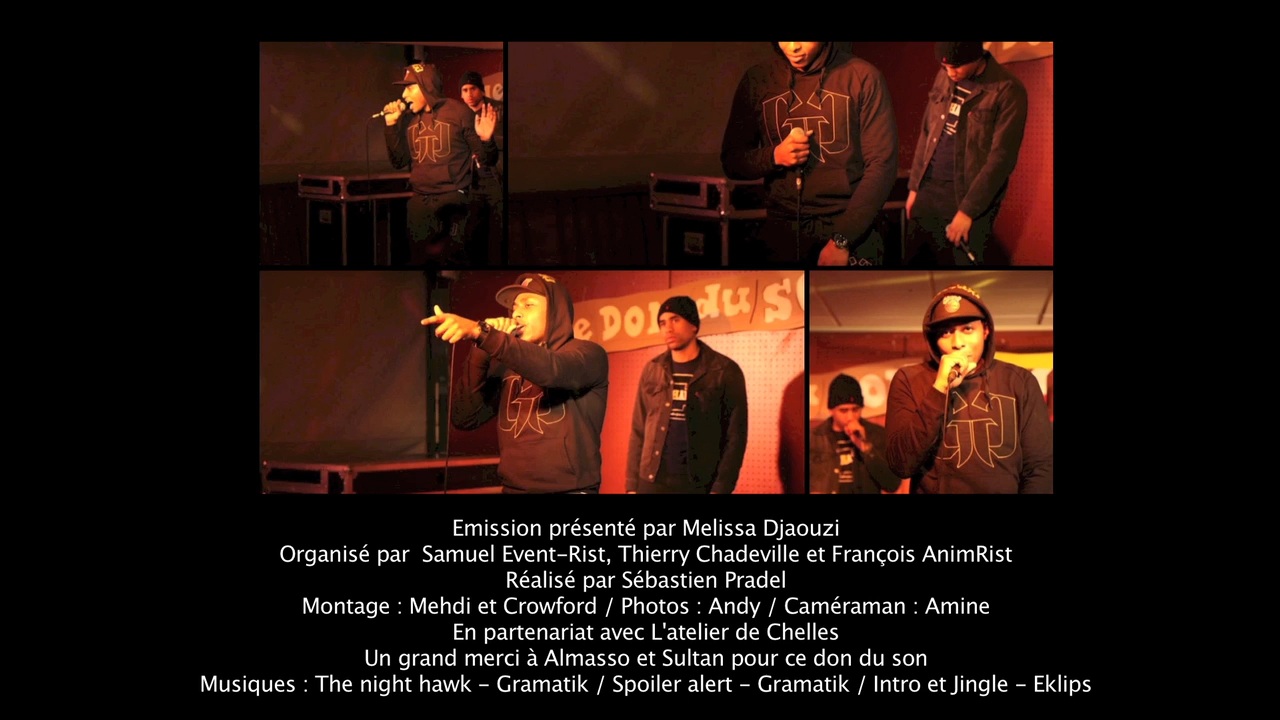 e DON du S
Emission présenté par Melissa Djaouzi
Organisé par  Samuel Event-Rist, Thierry Chadeville et François AnimRist
Réalisé par Sébastien Pradel
Montage : Mehdi et Crowford / Photos : Andy / Caméraman : Amine
En partenariat avec L'atelier de Chelles
Un grand merci à Almasso et Sultan pour ce don du son
Musiques : The night hawk - Gramatik / Spoiler alert - Gramatik / Intro et Jingle - Eklips